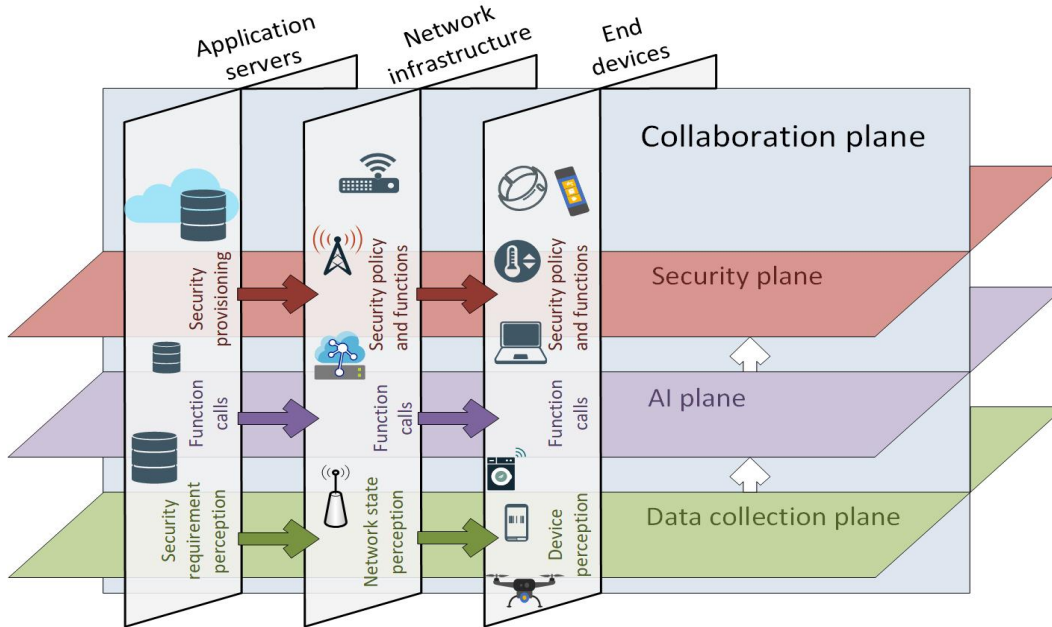 Application
servers
Network
infrastructure
End
devices
Collaboration plane
Security plane
Security
provisioning
Security policy
and functions
Security policy
and functions
AI plane
Function
calls
Function
calls
Function
calls
Data collection plane
Security
requirement
perception
Network state
perception
Device
perception